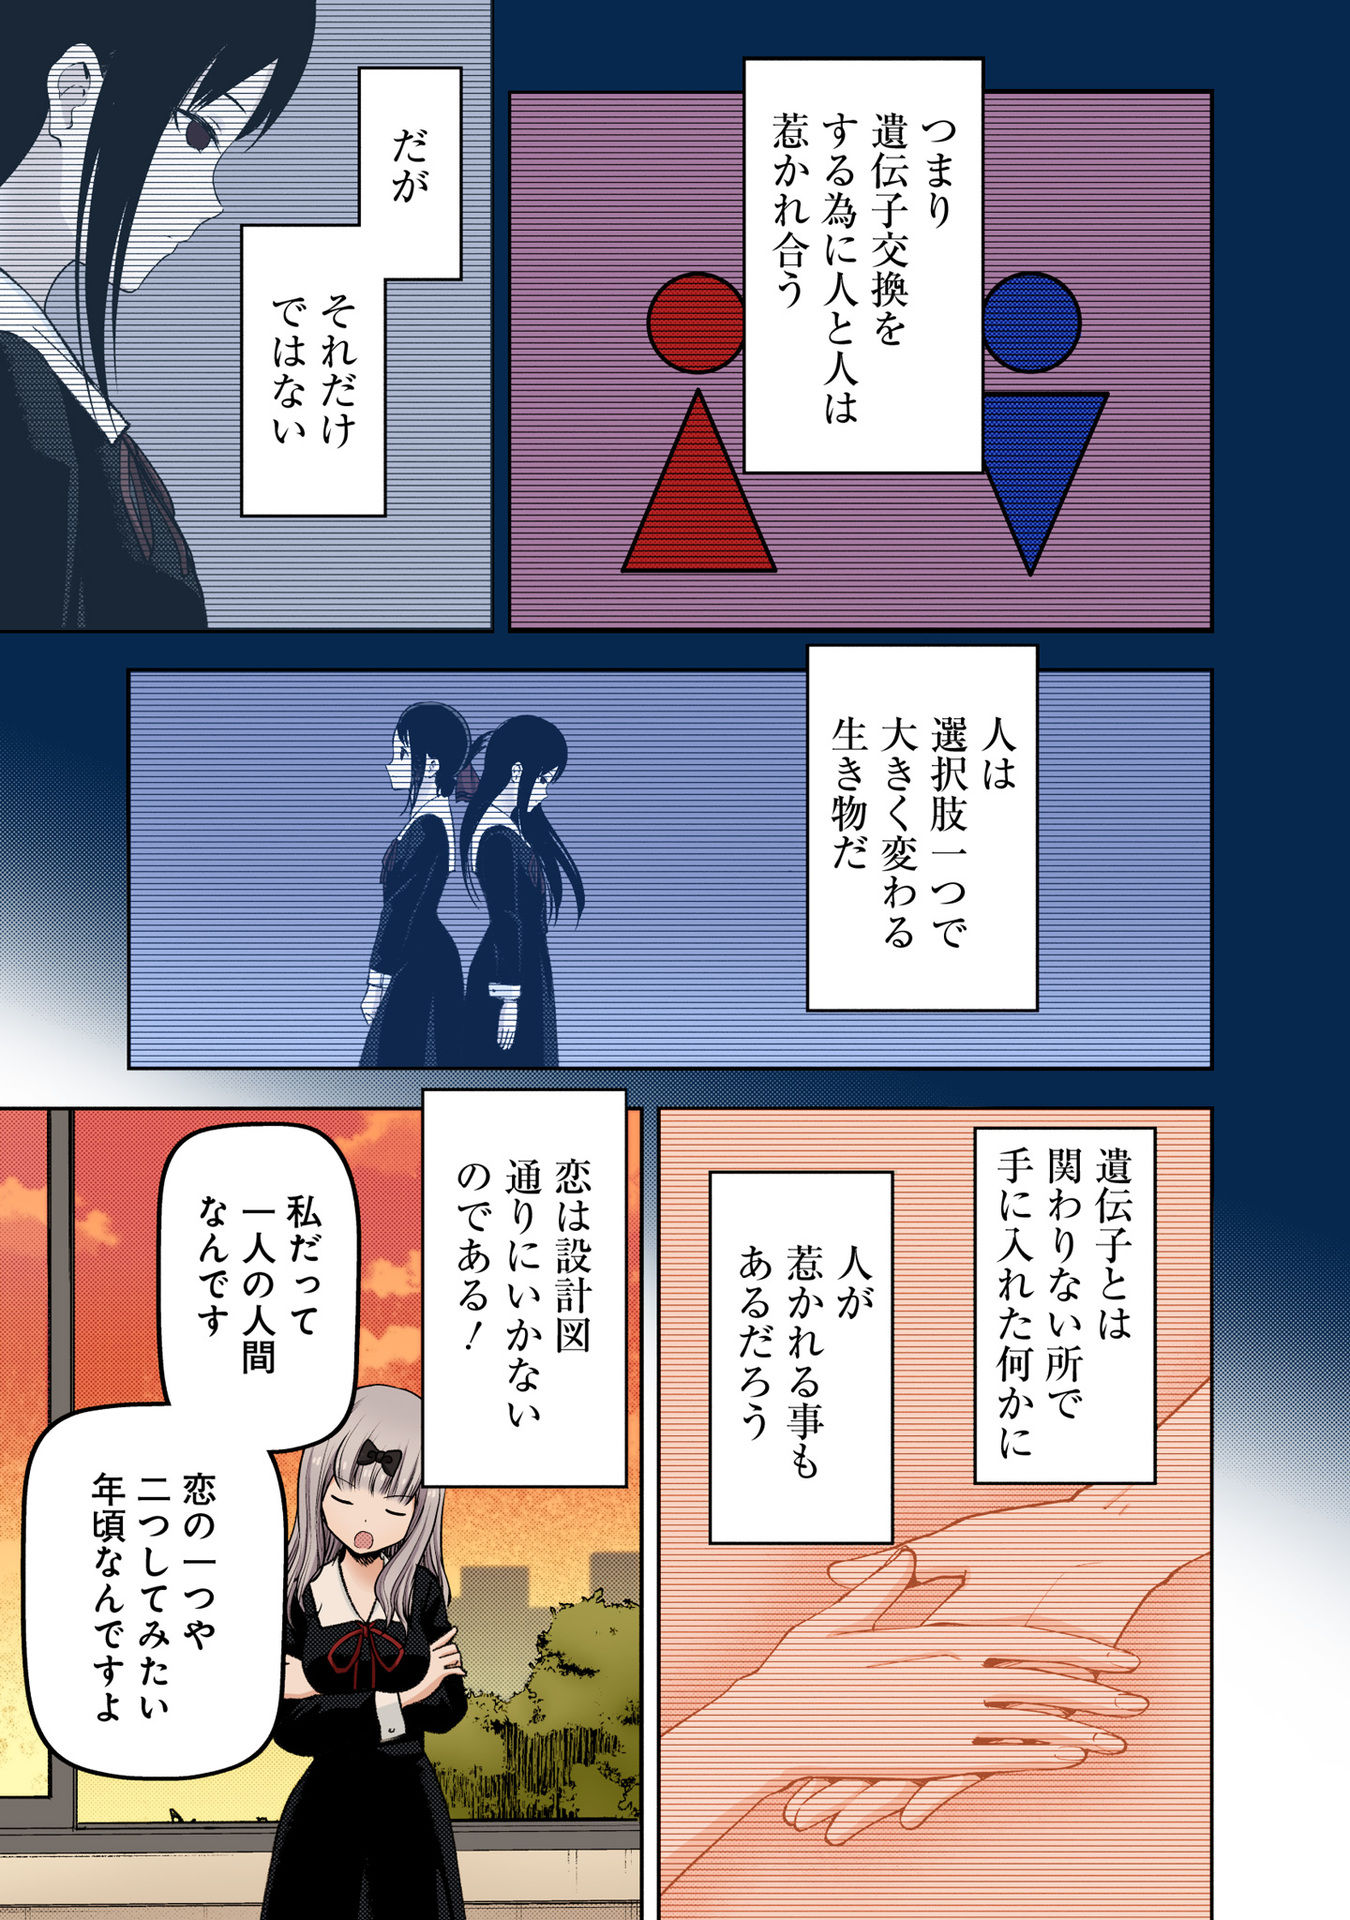 つまり
遺伝子交換を
する為に人と人は
惹かれ合う
だが
それだけ
ではない
人は
選択肢一つで
大きく変わる
生き物だ
遺伝子とは
関わりない所で
手に入れた何かに
人が
惹かれる事も
あるだろう
恋は設計図
通りにいかない
のである！
私だって
一人の人間
なんです
恋の一つや
二つしてみたい
年頃なんですよ